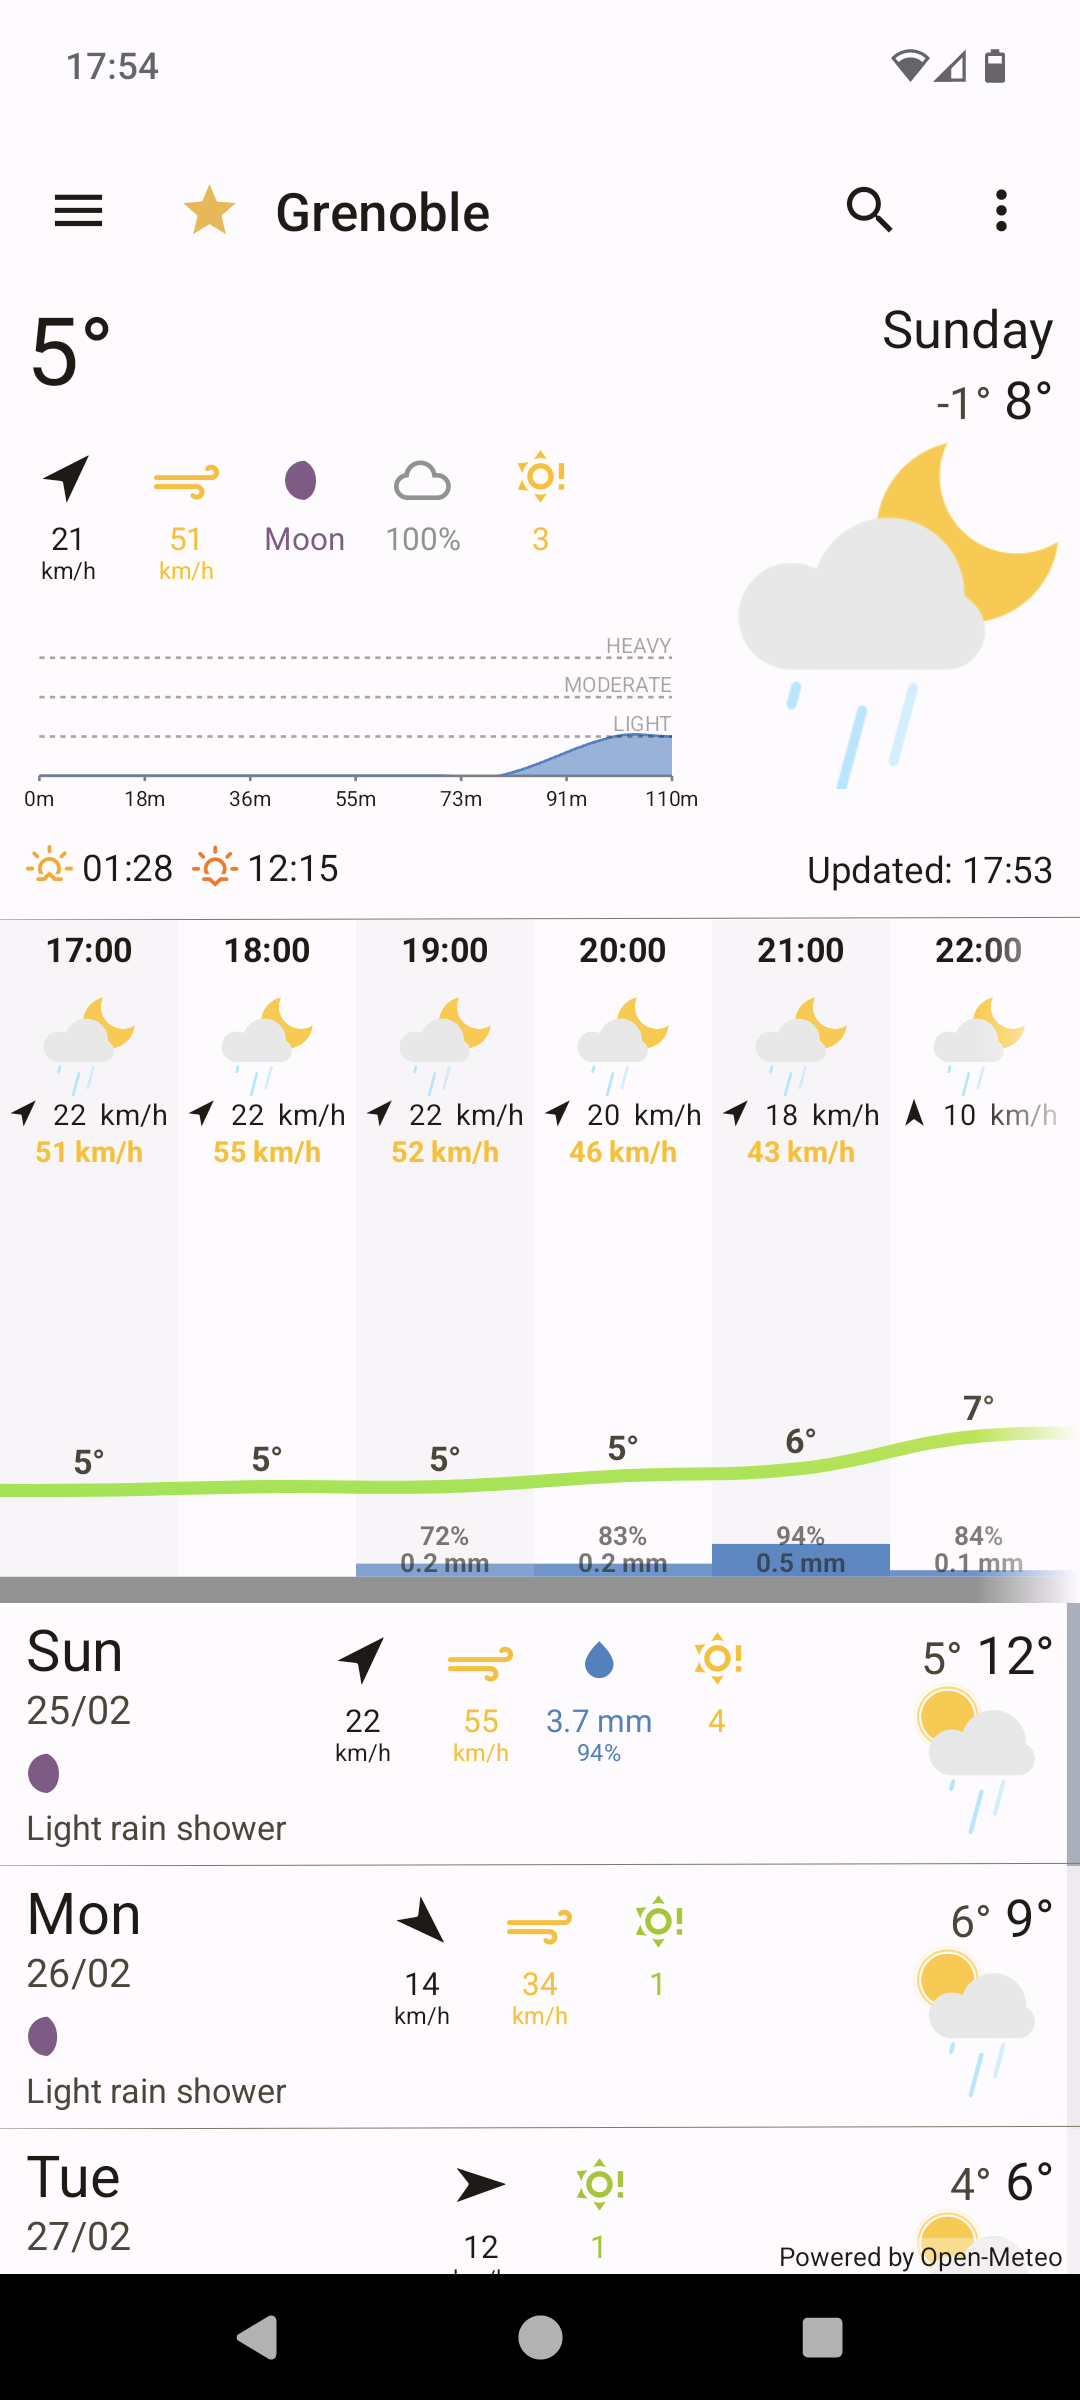 17:54
Grenoble
5°
Sunday
-1° 8°
21 km/h
51 km/h
Moon
100%
3
HEAVY
MODERATE
LIGHT
0m 18m 36m 55m 73m 91m 110m
01:28 12:15 Updated: 17:53
17:00 18:00 19:00 20:00 21:00 22:00
22 km/h 22 km/h 22 km/h 20 km/h 18 km/h 10 km/h
51 km/h 55 km/h 52 km/h 46 km/h 43 km/h
5° 5° 5° 5° 6° 7°
72% 83% 94% 84%
0.2 mm 0.2 mm 0.5 mm 0.1 mm
Sun
25/02
Light rain shower
22 km/h
55 km/h
3.7 mm
94%
4
5° 12°
Mon
26/02
Light rain shower
14 km/h
34 km/h
1
6° 9°
Tue
27/02
12
1
4° 6°
Powered by Open-Meteo